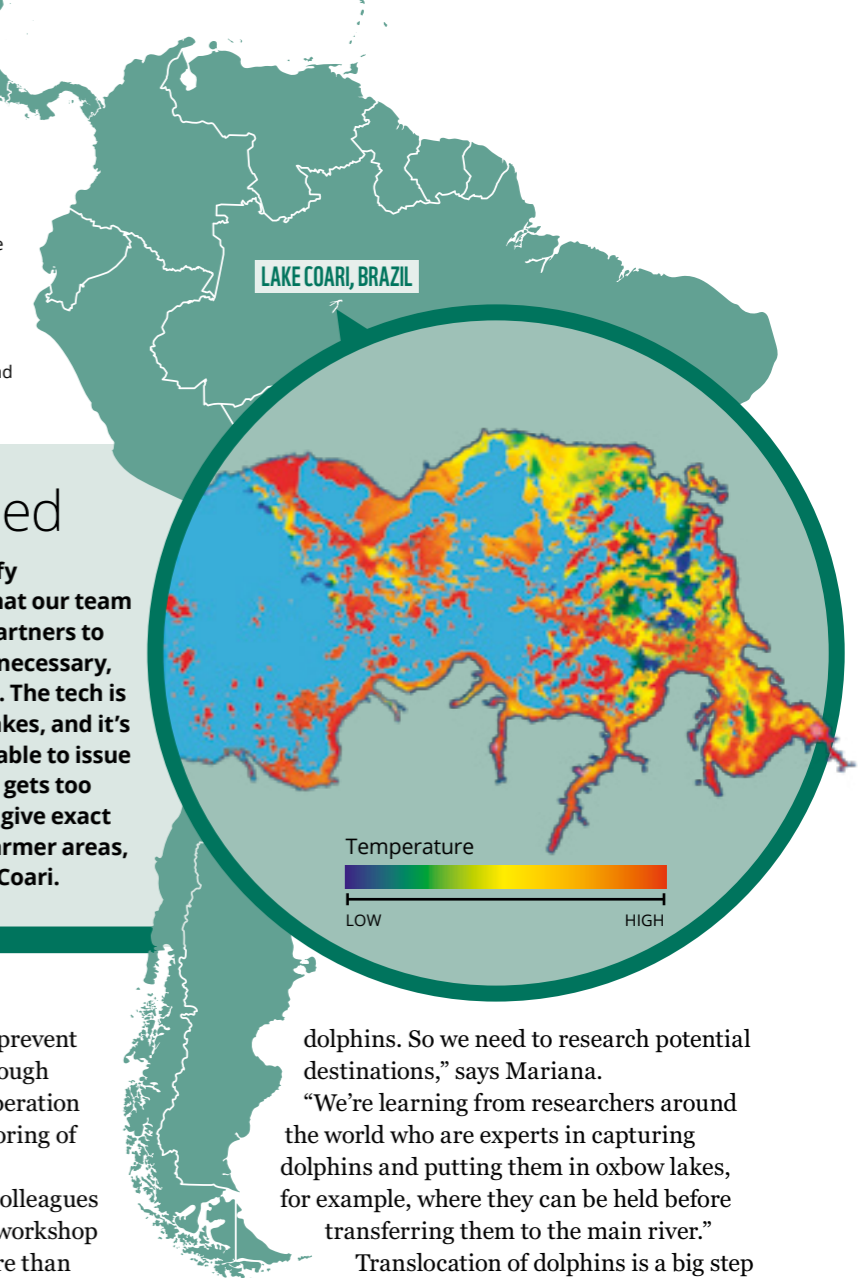 e
d
LAKE COARI, BRAZIL
ed
fy
hat our team
artners to
necessary,
. The tech is
kes, and it's
able to issue
gets too
give exact
armer areas,
Coari.
Temperature
LOW
HIGH
prevent
ough
peration
oring of
olleagues
workshop
re than
dolphins. So we need to research potential
destinations,” says Mariana.
“We’re learning from researchers around
the world who are experts in capturing
dolphins and putting them in oxbow lakes,
for example, where they can be held before
transferring them to the main river.”
Translocation of dolphins is a big step